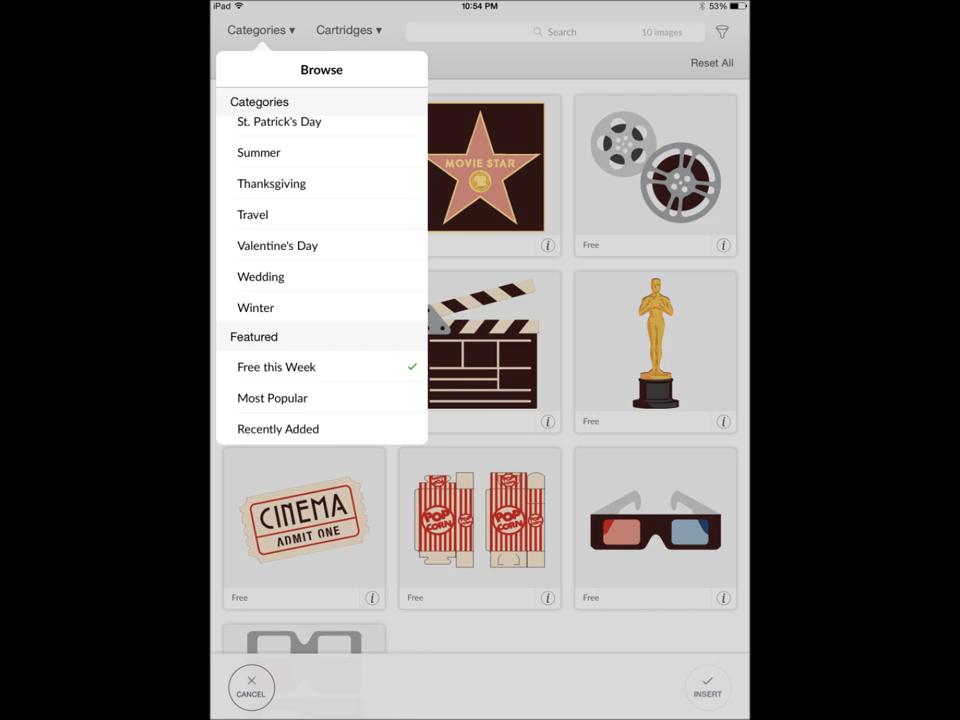 iPad 10:54 PM 53%
Categories ▾ Cartridges ▾ Search 10 images
Reset All
Browse
Categories
St. Patrick's Day
Summer
Thanksgiving
Travel
Valentine's Day
Wedding
Winter
Featured
Free this Week
Most Popular
Recently Added
MOVIE STAR
i
Free i
i
Free i
CINEMA
ADMIT ONE
POP CORN
POP CORN
Free i
Free i
Free i
CANCEL
INSERT